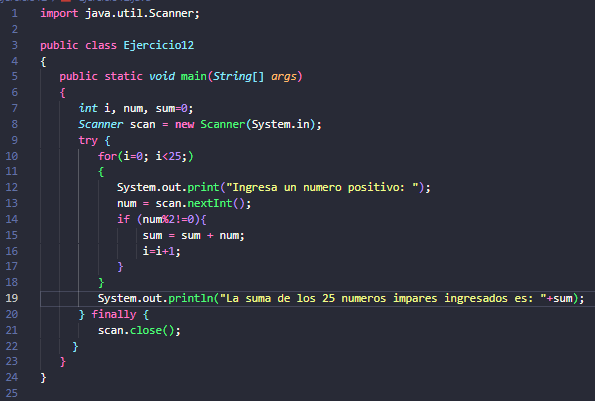 1 import java.util.Scanner;
2
3 public class Ejercicio12
4 {
5 public static void main(String[] args)
6 {
7 int i, num, sum=0;
8 Scanner scan = new Scanner(System.in);
9 try {
10 for(i=0; i<25;)
11 {
12 System.out.print("Ingresa un numero positivo: ");
13 num = scan.nextInt();
14 if (num%2!=0){
15 sum = sum + num;
16 i=i+1;
17 }
18 }
19 System.out.println("La suma de los 25 numeros impares ingresados es: "+sum);
20 } finally {
21 scan.close();
22 }
23 }
24 }
25